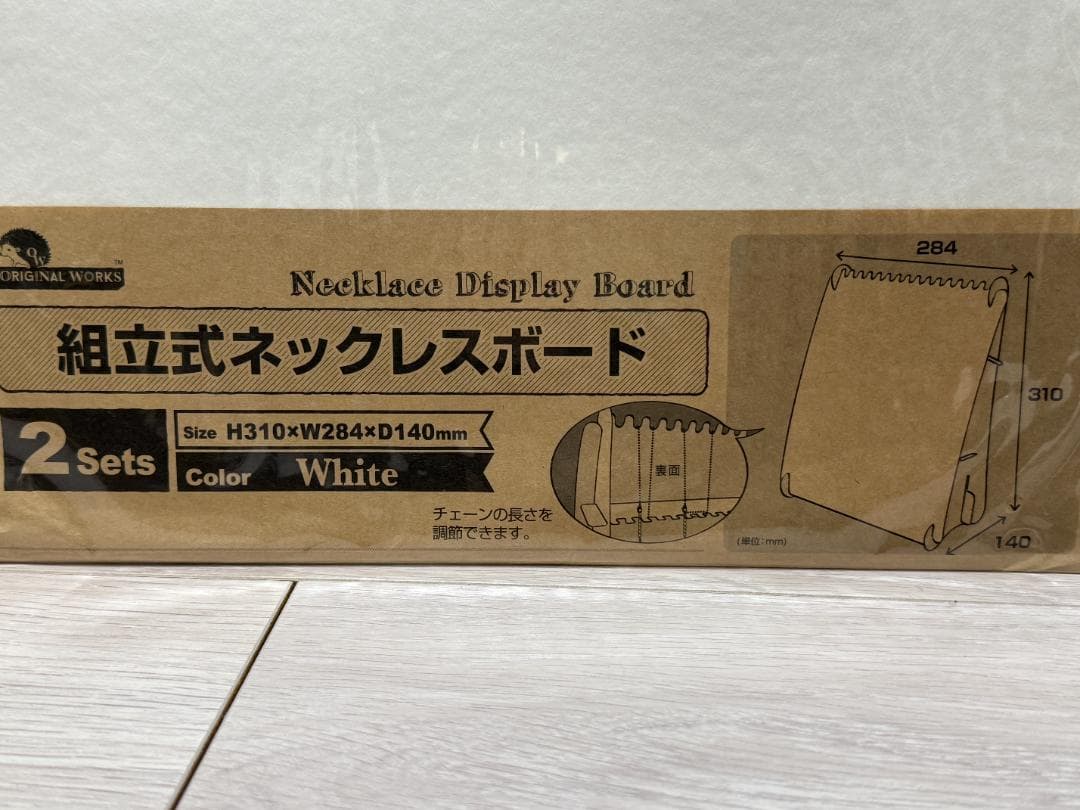 OW
ORIGINAL WORKS™
Necklace Display Board
組立式ネックレスボード
2 Sets
Size H310×W284×D140mm
Color White
チェーンの長さを
調節できます。
裏面
284
310
140
(単位:mm)